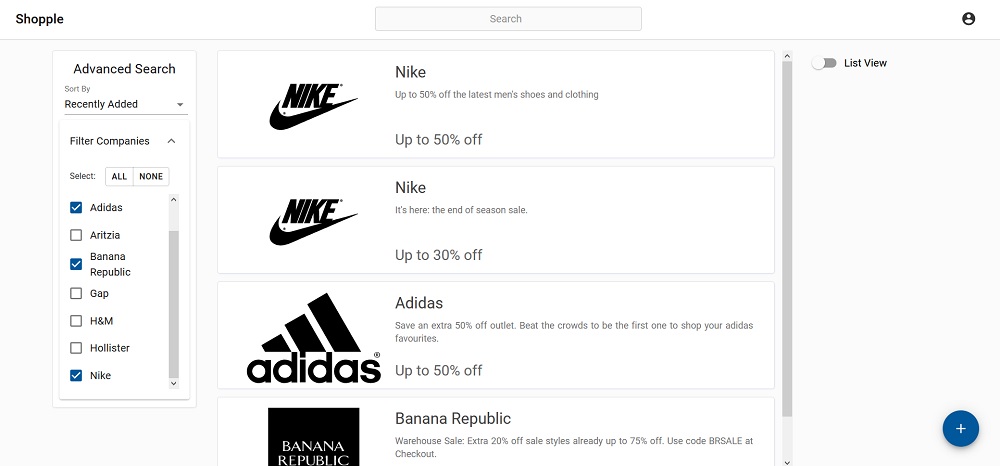 Shopple
Search
Advanced Search
Sort By
Recently Added
Filter Companies
Select:
ALL
NONE
Adidas
Aritzia
Banana
Republic
Gap
H&M
Hollister
Nike
NIKE
Nike
Up to 50% off the latest men's shoes and clothing
Up to 50% off
NIKE
Nike
It's here: the end of season sale.
Up to 30% off
adidas®
Adidas
Save an extra 50% off outlet. Beat the crowds to be the first one to shop your adidas
favourites.
Up to 50% off
BANANA
REPUBLIC
Banana Republic
Warehouse Sale: Extra 20% off sale styles already up to 75% off. Use code BRSALE at
Checkout.
List View
+